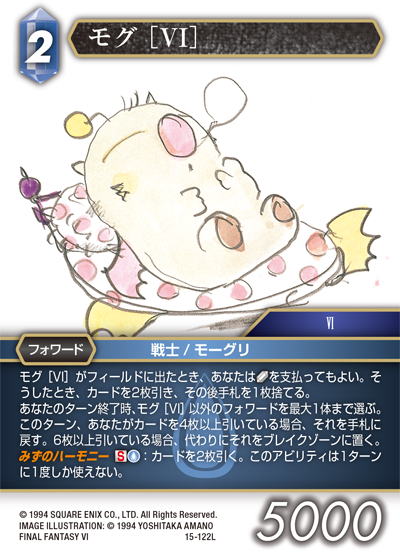 2
モグ [VI]
VI
フォワード
戦士 / モーグリ
モグ [VI] がフィールドに出たとき、あなたはを支払ってもよい。そ
うしたとき、カードを2枚引き、その後手札を1枚捨てる。
あなたのターン終了時、モグ [VI] 以外のフォワードを最大1体まで選ぶ。
このターン、あなたがカードを4枚以上引いている場合、それを手札に
戻す。6枚以上引いている場合、代わりにそれをブレイクゾーンに置く。
みずのハーモニー S:カードを2枚引く。このアビリティは1ターン
に1度しか使えない。
© 1994 SQUARE ENIX CO., LTD. All Rights Reserved.
IMAGE ILLUSTRATION: © 1994 YOSHITAKA AMANO
FINAL FANTASY VI 15-122L
5000